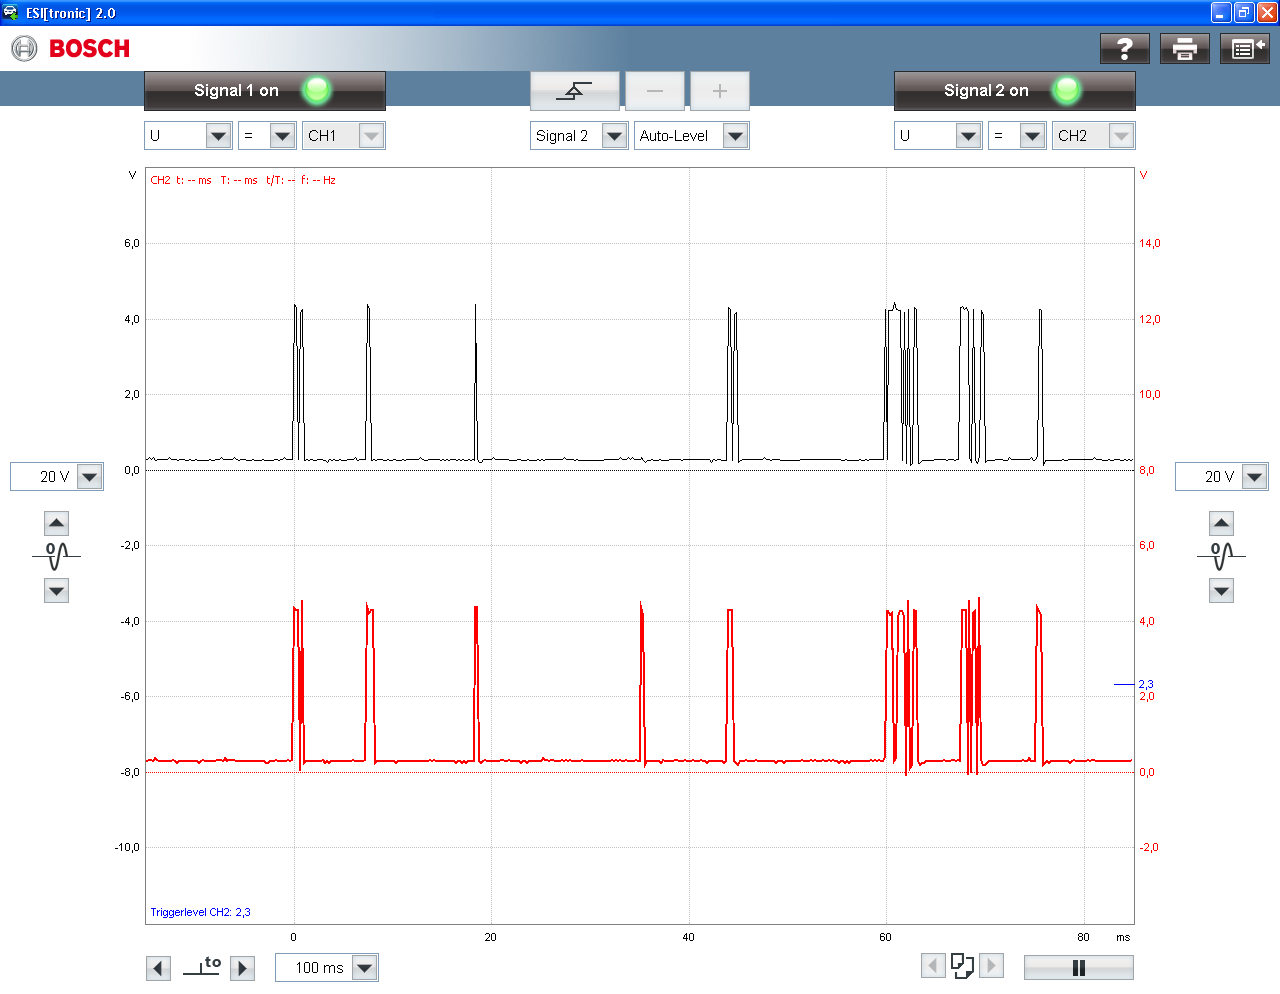 ESI[tronic] 2.0
BOSCH
?
Signal 1 on
Signal 2 on
U
=
CH1
Signal 2
Auto-Level
U
=
CH2
V
CH2 t: -- ms T: -- ms t/T: -- f: -- Hz
V
6,0
14,0
4,0
12,0
2,0
10,0
20 V
0,0
8,0
20 V
-2,0
6,0
-4,0
4,0
2,3
-6,0
2,0
-8,0
0,0
-10,0
-2,0
Triggerlevel CH2: 2,3
0
20
40
60
80
ms
to
100 ms